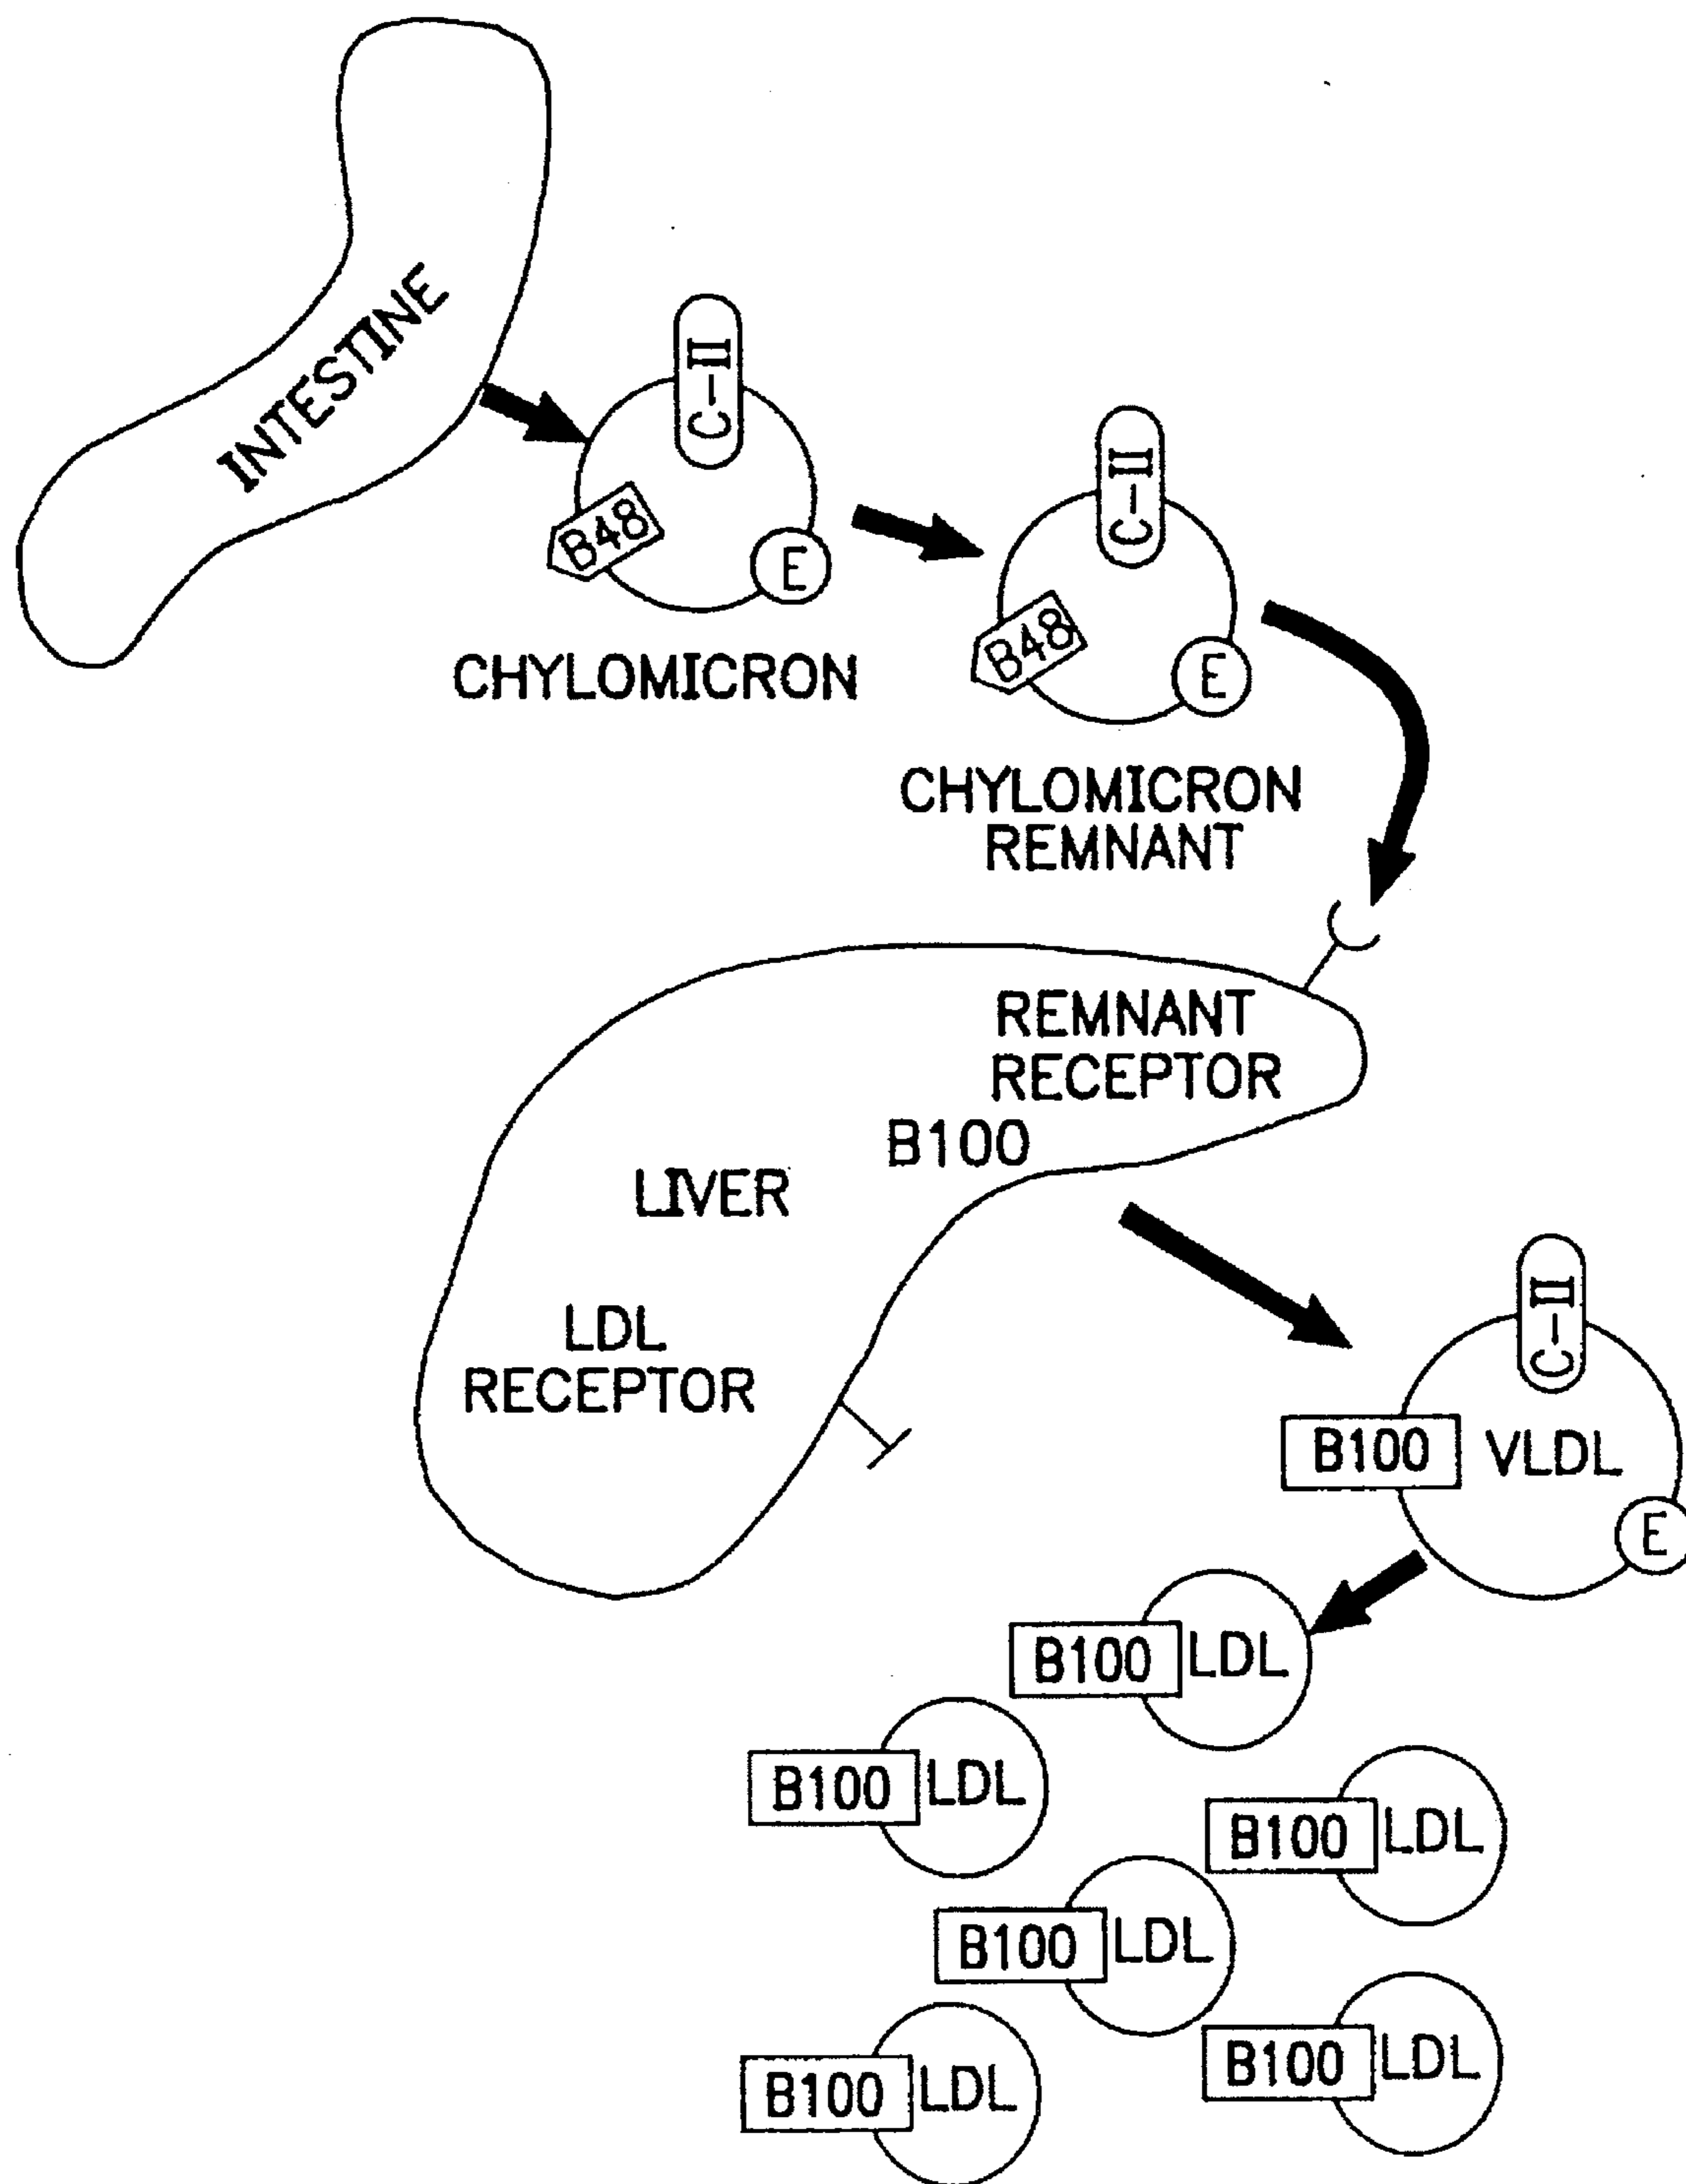 INTESTINE
C-II
B48
E
CHYLOMICRON
C-II
B48
E
CHYLOMICRON
REMNANT
REMNANT
RECEPTOR
B100
LIVER
LDL
RECEPTOR
C-II
B100 VLDL
E
B100 LDL
B100 LDL
B100 LDL
B100 LDL
B100 LDL
B100 LDL